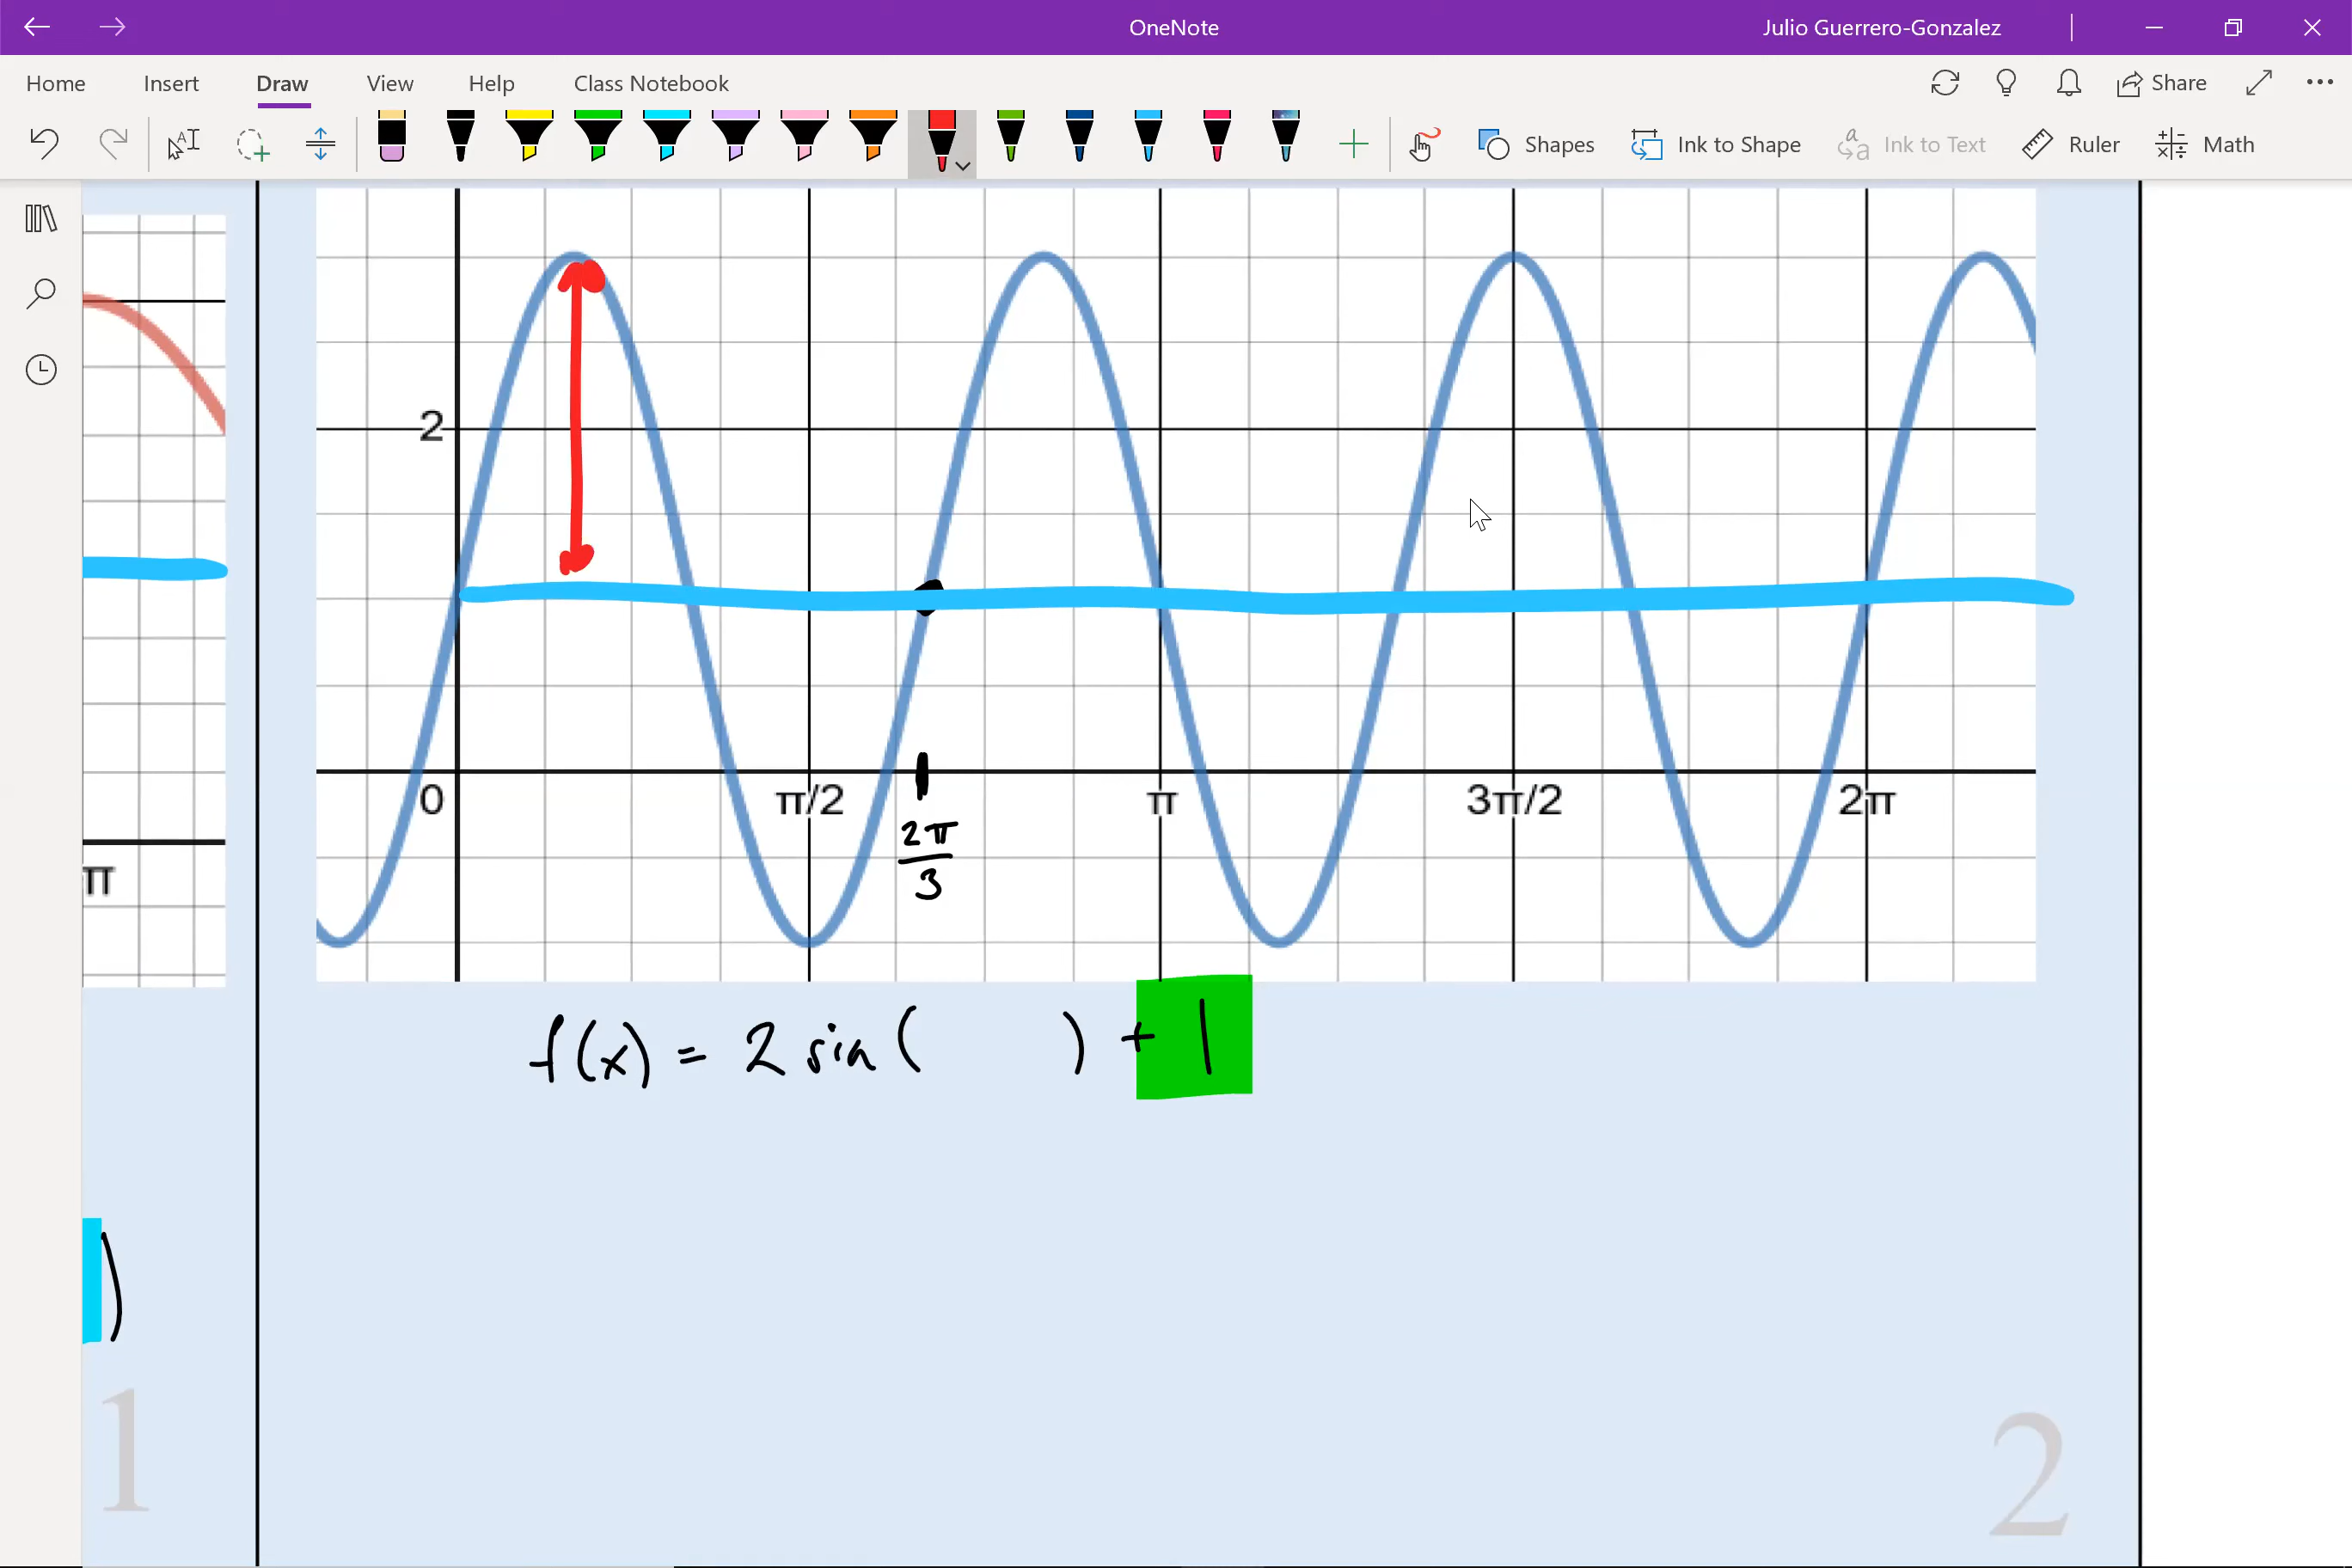 OneNote
Julio Guerrero-Gonzalez
Home Insert Draw View Help Class Notebook
Share
Shapes
Ink to Shape
Ink to Text
Ruler
Math
2
0 π/2 π 3π/2 2π
2π
3
π
f(x) = 2 sin( ) + 1
)
1
2